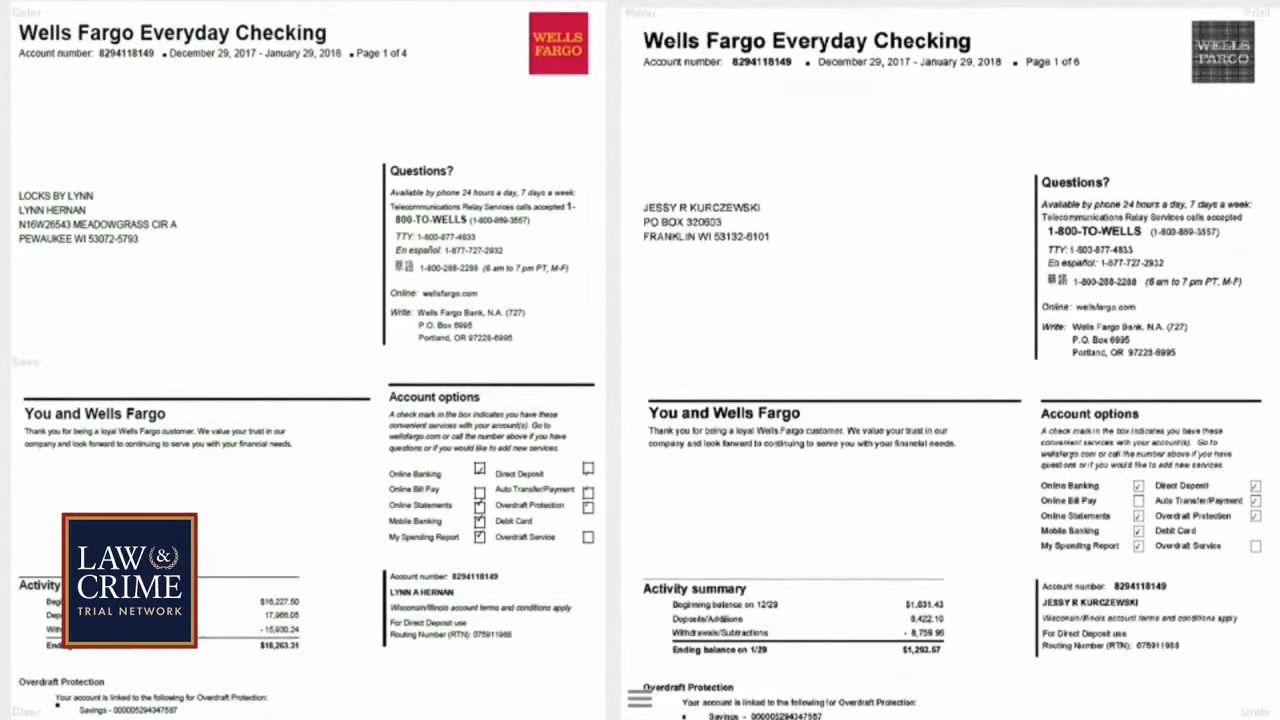 Wells Fargo Everyday Checking
Account number: 8294118149 ▪ December 29, 2017 - January 29, 2018 ▪ Page 1 of 4
WELLS
FARGO
LOCKS BY LYNN
LYNN HERNAN
N16W26543 MEADOWGRASS CIR A
PEWAUKEE WI 53072-5793
Questions?
Available by phone 24 hours a day, 7 days a week:
Telecommunications Relay Services calls accepted 1-
800-TO-WELLS (1-800-869-3557)
TTY: 1-800-877-4833
En español: 1-877-727-2932
華語 1-800-288-2288 (6 am to 7 pm PT, M-F)
Online: wellsfargo.com
Write: Wells Fargo Bank, N.A. (727)
P.O. Box 6995
Portland, OR 97228-6995
Save
You and Wells Fargo
Thank you for being a loyal Wells Fargo customer. We value your trust in our
company and look forward to continuing to serve you with your financial needs.
Account options
A check mark in the box indicates you have these
convenient services with your account(s). Go to
wellsfargo.com or call the number above if you have
questions or if you would like to add new services.
Online Banking Direct Deposit
Online Bill Pay Auto Transfer/Payment
Online Statements Overdraft Protection
Mobile Banking Debit Card
My Spending Report Overdraft Service
LAW &
CRIME
TRIAL NETWORK
Activity
$16,227.50
17,966.05
- 15,930.24
$18,263.31
Account number: 8294118149
LYNN A HERNAN
Wisconsin/Illinois account terms and conditions apply
For Direct Deposit use
Routing Number (RTN): 075911988
Overdraft Protection
Your account is linked to the following for Overdraft Protection:
▪ Savings - 000005294347587
Clear
Menu
Print
Wells Fargo Everyday Checking
Account number: 8294118149 ▪ December 29, 2017 - January 29, 2018 ▪ Page 1 of 6
WELLS
FARGO
JESSY R KURCZEWSKI
PO BOX 320603
FRANKLIN WI 53132-6101
Questions?
Available by phone 24 hours a day, 7 days a week:
Telecommunications Relay Services calls accepted
1-800-TO-WELLS (1-800-869-3557)
TTY: 1-800-877-4833
En español: 1-877-727-2932
華語 1-800-288-2288 (6 am to 7 pm PT, M-F)
Online: wellsfargo.com
Write: Wells Fargo Bank, N.A. (727)
P.O. Box 6995
Portland, OR 97228-6995
You and Wells Fargo
Thank you for being a loyal Wells Fargo customer. We value your trust in our
company and look forward to continuing to serve you with your financial needs.
Account options
A check mark in the box indicates you have these
convenient services with your account(s). Go to
wellsfargo.com or call the number above if you have
questions or if you would like to add new services.
Online Banking Direct Deposit
Online Bill Pay Auto Transfer/Payment
Online Statements Overdraft Protection
Mobile Banking Debit Card
My Spending Report Overdraft Service
Activity summary
Beginning balance on 12/29 $1,631.43
Deposits/Additions 8,422.10
Withdrawals/Subtractions - 8,759.96
Ending balance on 1/29 $1,293.57
Account number: 8294118149
JESSY R KURCZEWSKI
Wisconsin/Illinois account terms and conditions apply
For Direct Deposit use
Routing Number (RTN): 075911988
Overdraft Protection
Your account is linked to the following for Overdraft Protection:
▪ Savings - 000005294347587
Undo